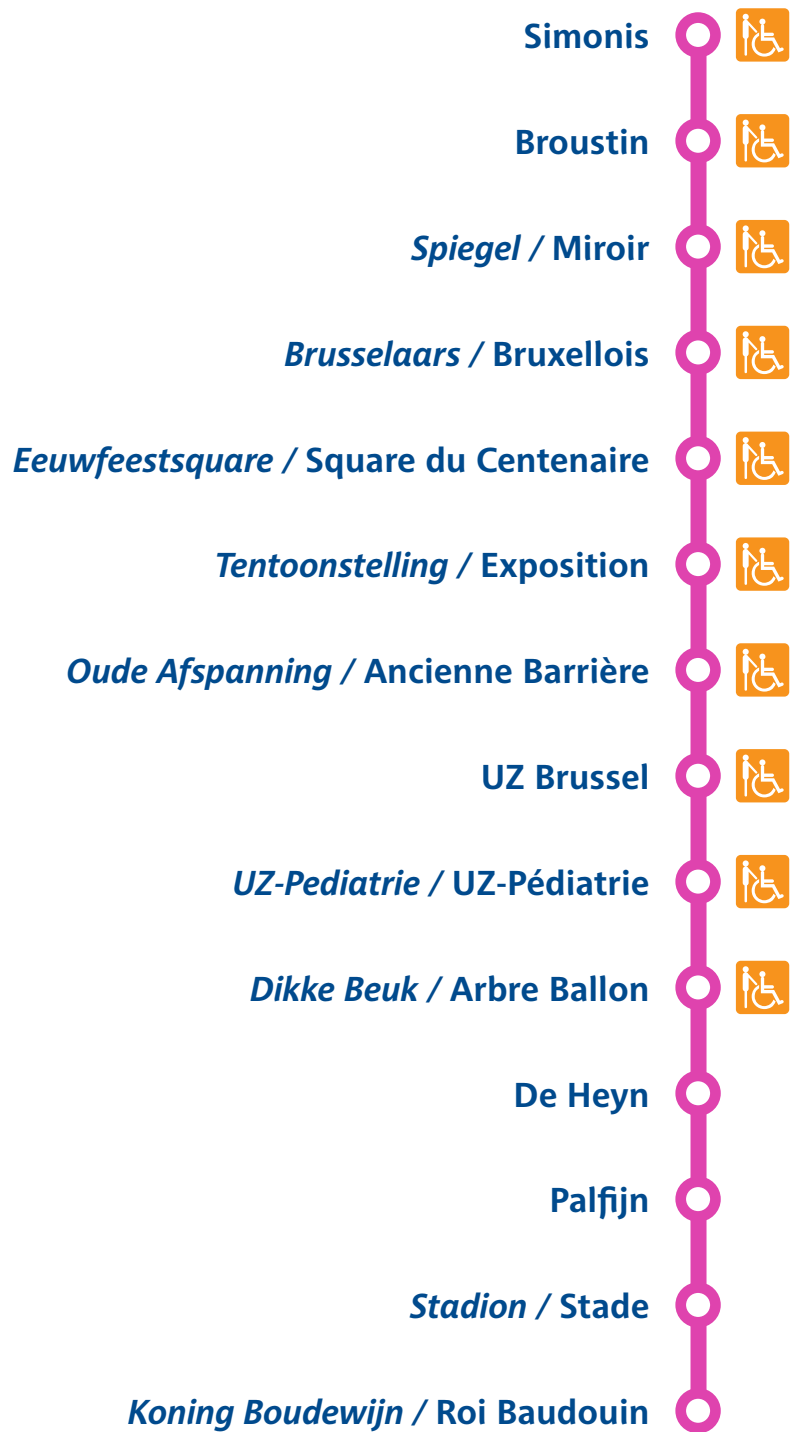 Simonis
Broustin
Spiegel / Miroir
Brusselaars / Bruxellois
Eeuwfeestsquare / Square du Centenaire
Tentoonstelling / Exposition
Oude Afspanning / Ancienne Barrière
UZ Brussel
UZ-Pediatrie / UZ-Pédiatrie
Dikke Beuk / Arbre Ballon
De Heyn
Palfijn
Stadion / Stade
Koning Boudewijn / Roi Baudouin